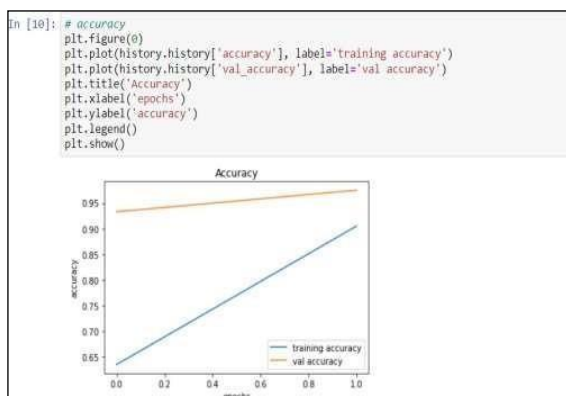 In [10]: # accuracy
plt.figure(0)
plt.plot(history.history['accuracy'], label='training accuracy')
plt.plot(history.history['val_accuracy'], label='val accuracy')
plt.title('Accuracy')
plt.xlabel('epochs')
plt.ylabel('accuracy')
plt.legend()
plt.show()
Accuracy
0.95
0.90
0.85
0.80
0.75
0.70
0.65
accuracy
training accuracy
val accuracy
0.0 0.2 0.4 0.6 0.8 1.0
epochs